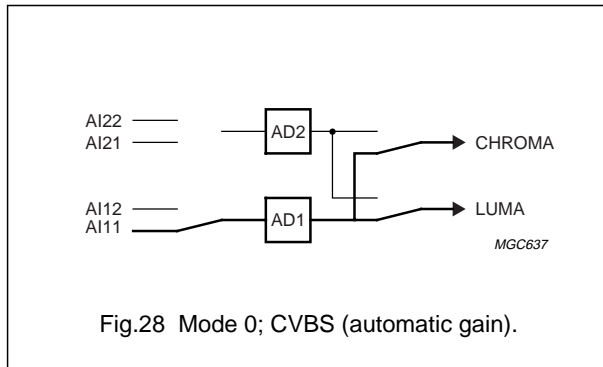 AI22
AI21
AD2
CHROMA
AI12
AI11
AD1
LUMA
MGC637
Fig.28 Mode 0; CVBS (automatic gain).